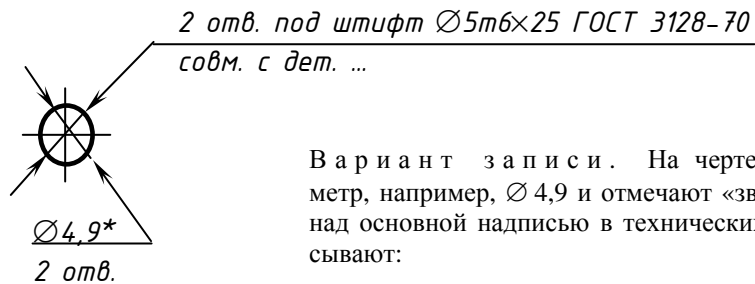 2 отв. под штифт ∅5m6×25 ГОСТ 3128-70
совм. с дет. ...
Вариант записи. На черте
метр, например, ∅ 4,9 и отмечают «зв
над основной надписью в технически
сывают:
∅4,9*
2 отв.